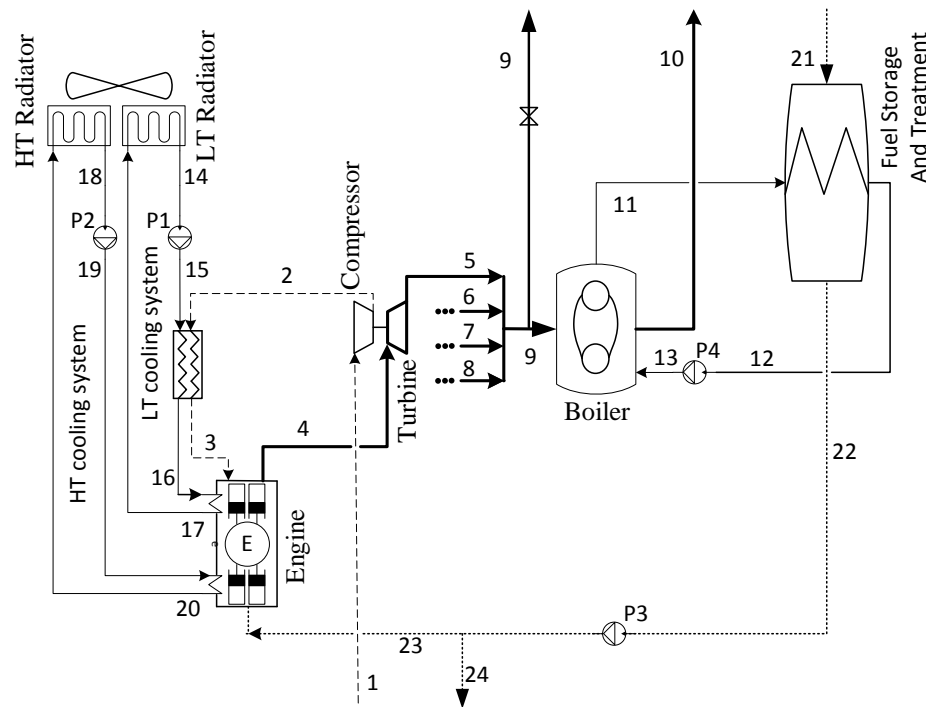 HT Radiator
LT Radiator
9
10
21
Fuel Storage
And Treatment
18
14
11
P2
P1
19
15
2
Compressor
5
6
7
8
9
HT cooling system
LT cooling system
Turbine
Boiler
13
P4
12
3
4
16
22
17
a
E
Engine
20
23
P3
24
1